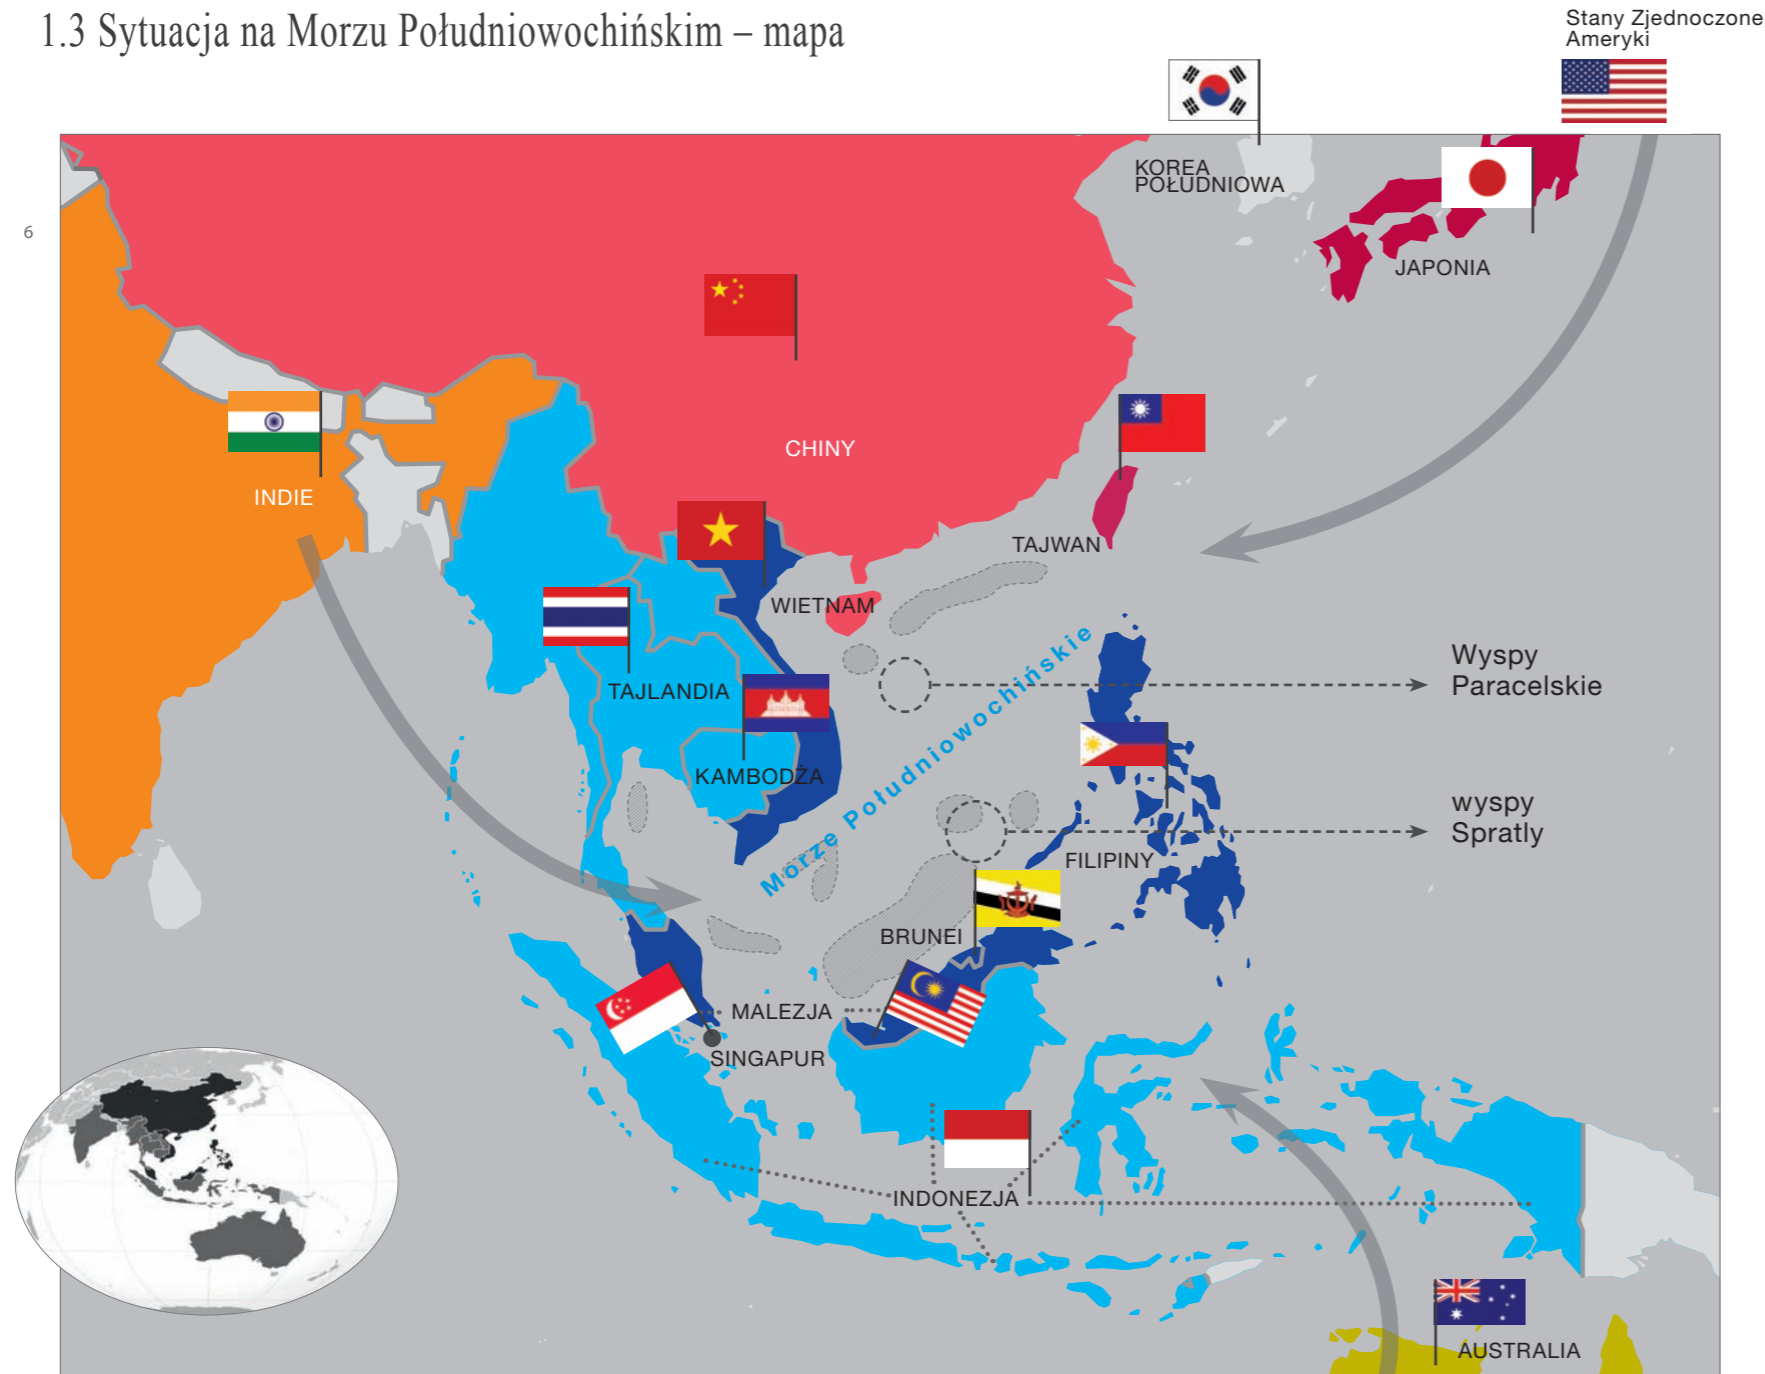 1.3 Sytuacja na Morzu Południowochińskim – mapa
Stany Zjednoczone
Ameryki
KOREA
POŁUDNIOWA
6
JAPONIA
CHINY
INDIE
TAJWAN
WIETNAM
Morze Południowochińskie
Wyspy
Paracelskie
TAJLANDIA
KAMBODŻA
wyspy
Spratly
FILIPINY
BRUNEI
MALEZJA
SINGAPUR
INDONEZJA
AUSTRALIA